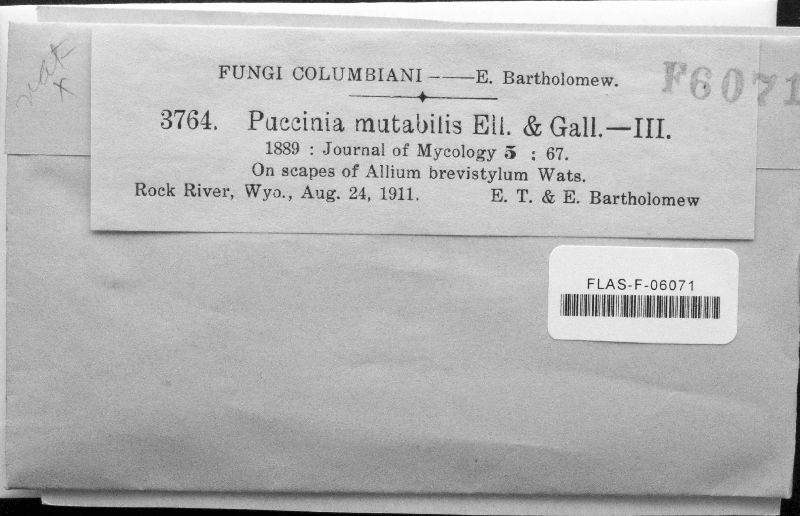 FUNGI COLUMBIANI ——E. Bartholomew.
F6071
3764. Puccinia mutabilis Ell. & Gall.—III.
1889 : Journal of Mycology 5 : 67.
On scapes of Allium brevistylum Wats.
Rock River, Wyo., Aug. 24, 1911. E. T. & E. Bartholomew
FLAS-F-06071